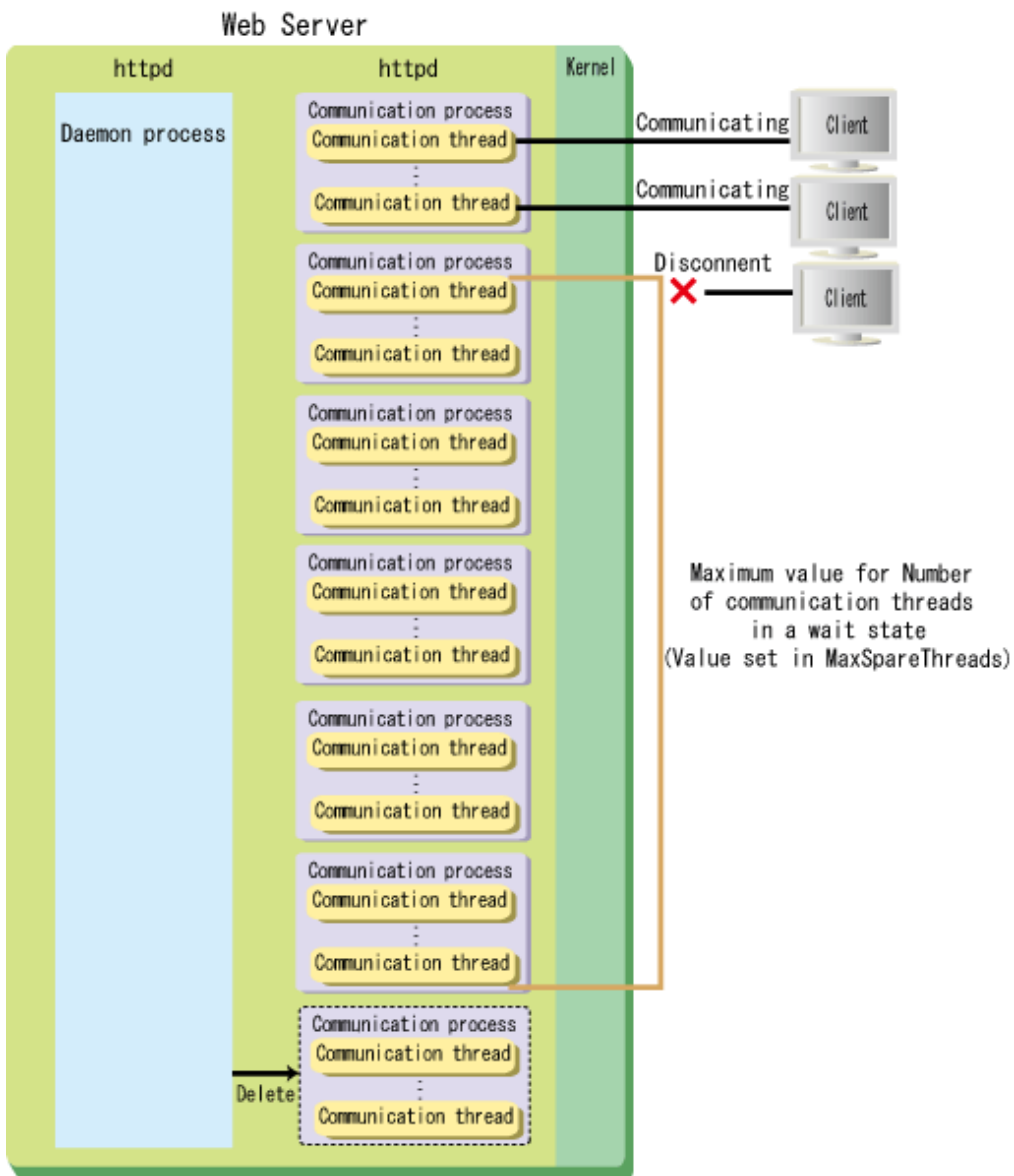 Web Server
httpd
httpd
Kernel
Daemon process
Communication process
Communication thread
Communication thread
Communicating
Client
Communicating
Client
Disconnent
Client
Communication process
Communication thread
Communication thread
Communication process
Communication thread
Communication thread
Communication process
Communication thread
Communication thread
Maximum value for Number
of communication threads
in a wait state
(Value set in MaxSpareThreads)
Communication process
Communication thread
Communication thread
Communication process
Communication thread
Communication thread
Delete
Communication process
Communication thread
Communication thread